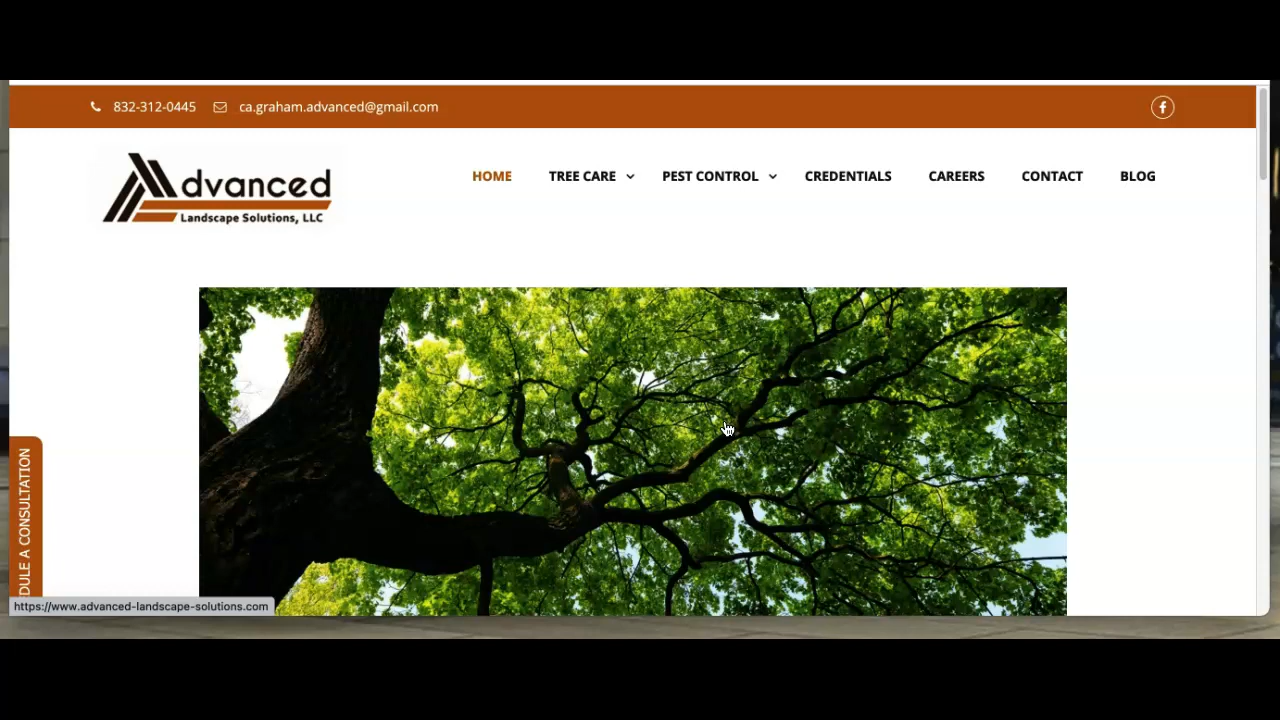 832-312-0445 ca.graham.advanced@gmail.com
Advanced
Landscape Solutions, LLC
HOME TREE CARE PEST CONTROL CREDENTIALS CAREERS CONTACT BLOG
DULE A CONSULTATION
https://www.advanced-landscape-solutions.com